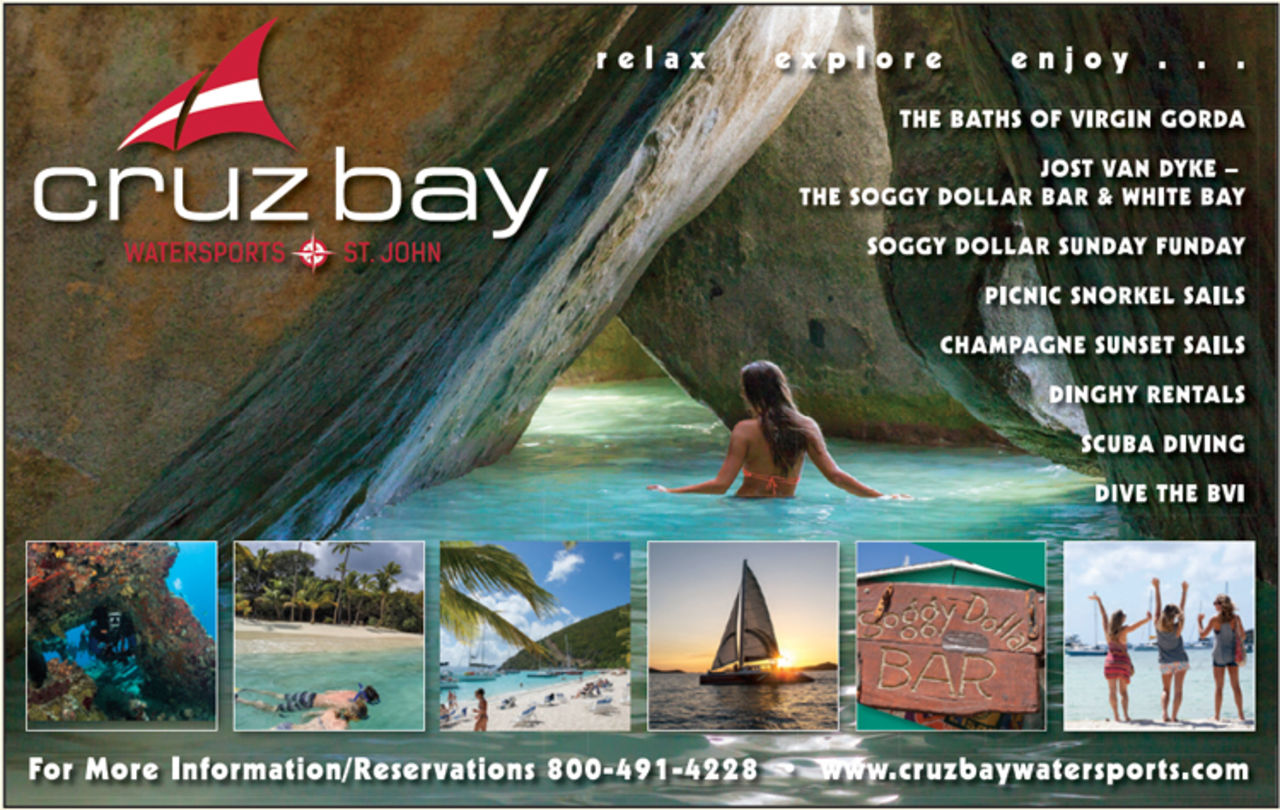 relax explore enjoy . . .
cruz bay
WATERSPORTS ST. JOHN
THE BATHS OF VIRGIN GORDA
JOST VAN DYKE –
THE SOGGY DOLLAR BAR & WHITE BAY
SOGGY DOLLAR SUNDAY FUNDAY
PICNIC SNORKEL SAILS
CHAMPAGNE SUNSET SAILS
DINGHY RENTALS
SCUBA DIVING
DIVE THE BVI
Soggy Dollar
BAR
For More Information/Reservations 800-491-4228 • www.cruzbaywatersports.com